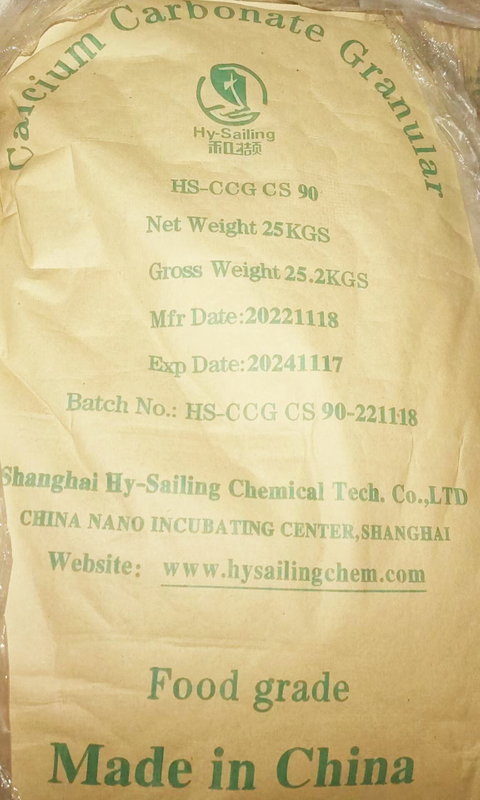 Calcium Carbonate Granular
Hy-Sailing
和颉
HS-CCG CS 90
Net Weight 25KGS
Gross Weight 25.2KGS
Mfr Date:20221118
Exp Date:20241117
Batch No.: HS-CCG CS 90-221118
Shanghai Hy-Sailing Chemical Tech. Co.,LTD
CHINA NANO INCUBATING CENTER,SHANGHAI
Website: www.hysailingchem.com
Food grade
Made in China